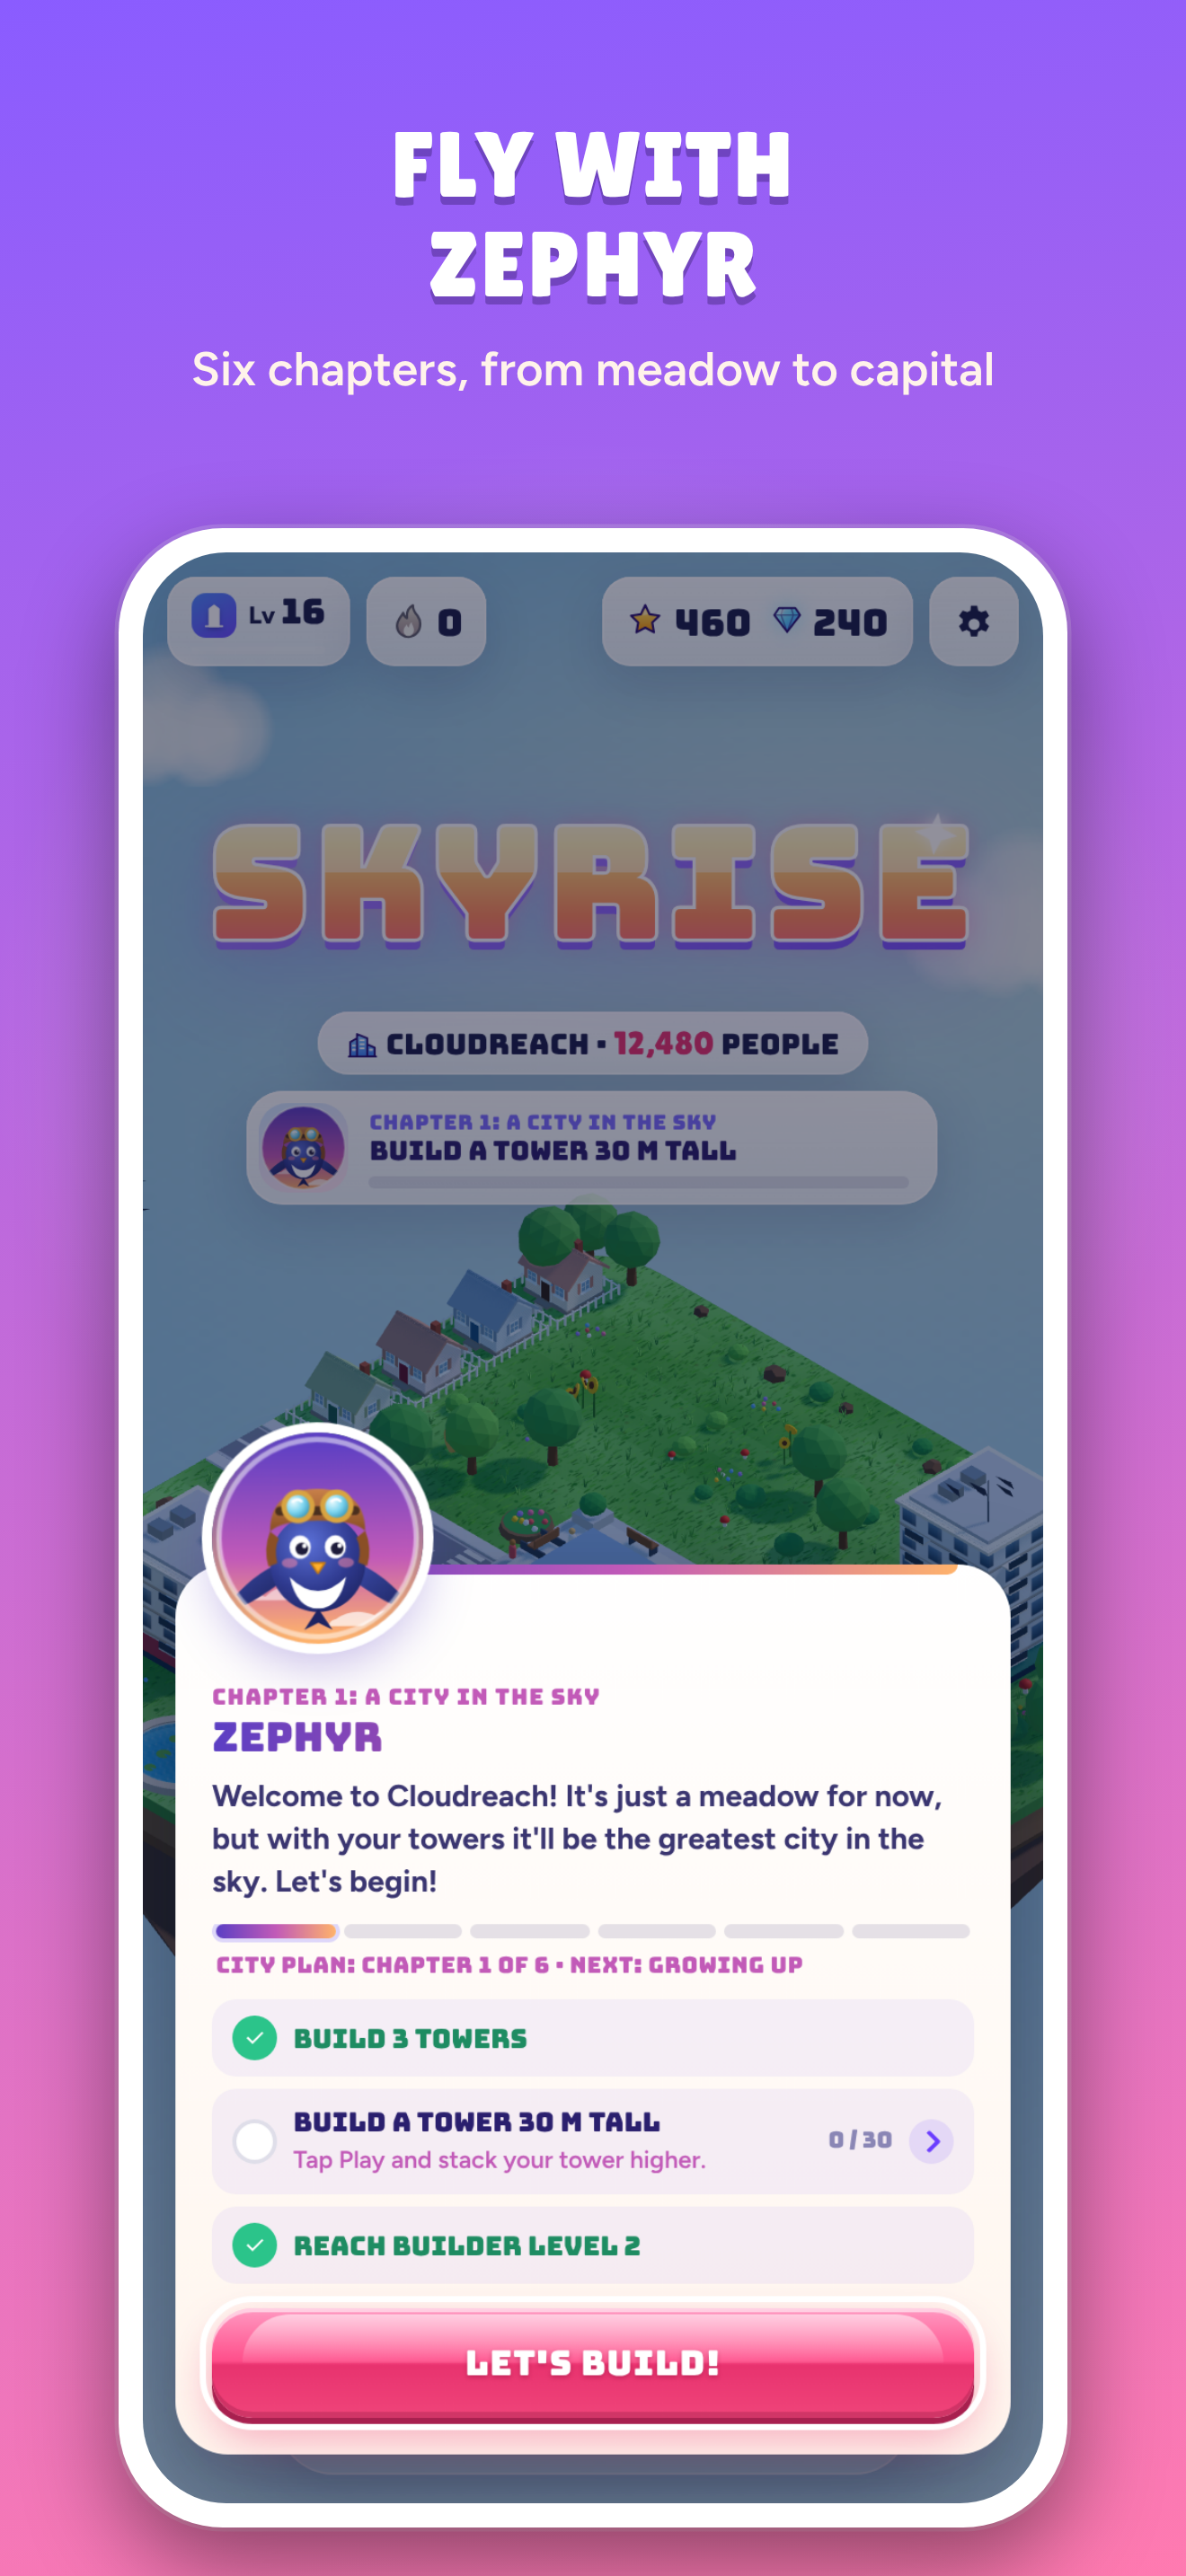 FLY WITH
ZEPHYR
Six chapters, from meadow to capital
Lv 16
0
460
240
SKYRISE
CLOUDREACH · 12,480 PEOPLE
CHAPTER 1: A CITY IN THE SKY
BUILD A TOWER 30 M TALL
CHAPTER 1: A CITY IN THE SKY
ZEPHYR
Welcome to Cloudreach! It's just a meadow for now,
but with your towers it'll be the greatest city in the
sky. Let's begin!
CITY PLAN: CHAPTER 1 OF 6 · NEXT: GROWING UP
BUILD 3 TOWERS
BUILD A TOWER 30 M TALL
0/30
Tap Play and stack your tower higher.
REACH BUILDER LEVEL 2
LET'S BUILD!